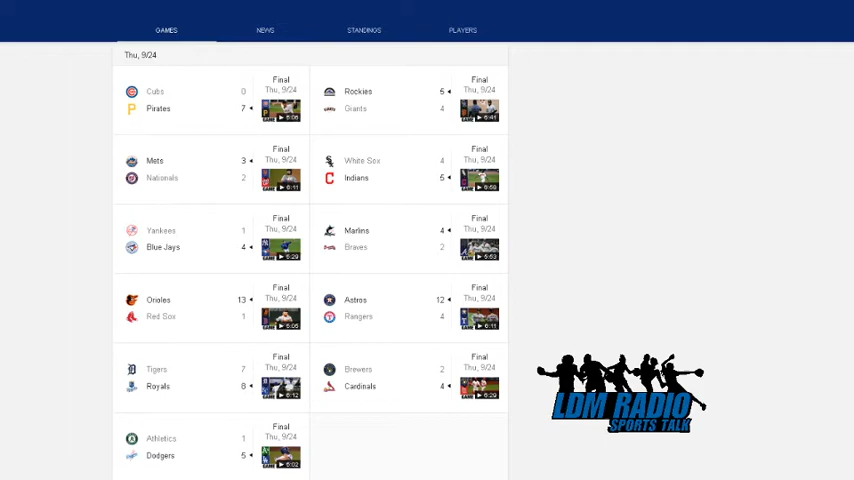 GAMES
NEWS
STANDINGS
PLAYERS
Thu, 9/24
Cubs 0
Pirates 7
Final
Thu, 9/24
Rockies 5
Giants 4
Final
Thu, 9/24
Mets 3
Nationals 2
Final
Thu, 9/24
White Sox 4
Indians 5
Final
Thu, 9/24
Yankees 1
Blue Jays 4
Final
Thu, 9/24
Marlins 4
Braves 2
Final
Thu, 9/24
Orioles 13
Red Sox 1
Final
Thu, 9/24
Astros 12
Rangers 4
Final
Thu, 9/24
Tigers 7
Royals 8
Final
Thu, 9/24
Brewers 2
Cardinals 4
Final
Thu, 9/24
Athletics 1
Dodgers 5
Final
Thu, 9/24
LDM RADIO
SPORTS TALK